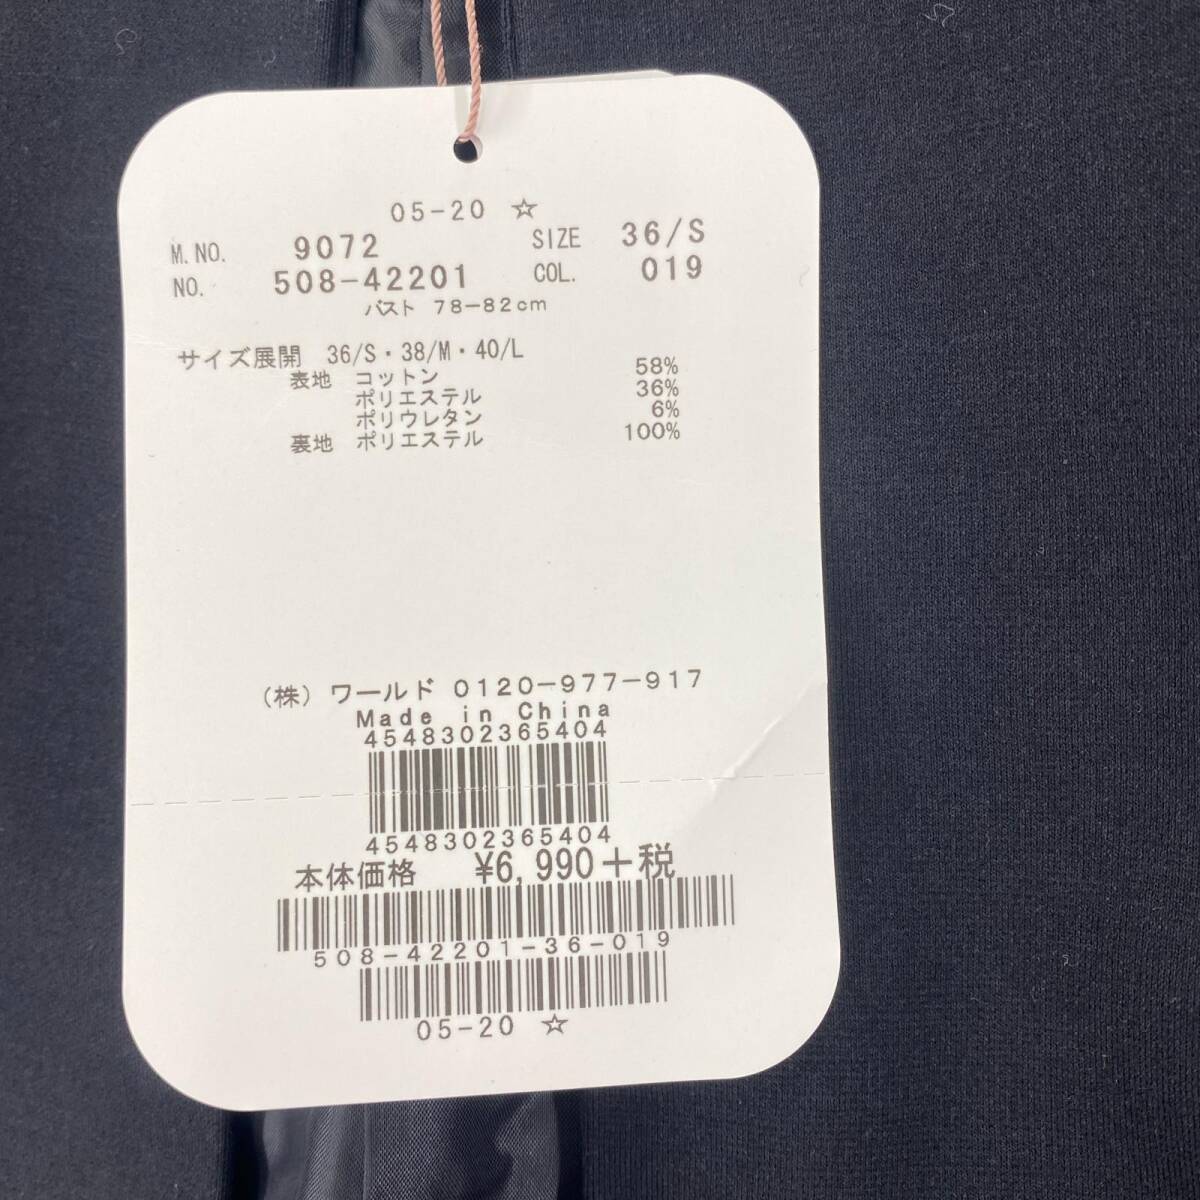 05-20 ☆
M.NO. 9072 SIZE 36/S
NO. 508-42201 COL. 019
バスト 78-82cm
サイズ展開 36/S・38/M・40/L
表地 コットン 58%
ポリエステル 36%
ポリウレタン 6%
裏地 ポリエステル 100%
(株) ワールド 0120-977-917
Made in China
4548302365404
4548302365404
本体価格 ¥6,990+税
508-42201-36-019
05-20 ☆